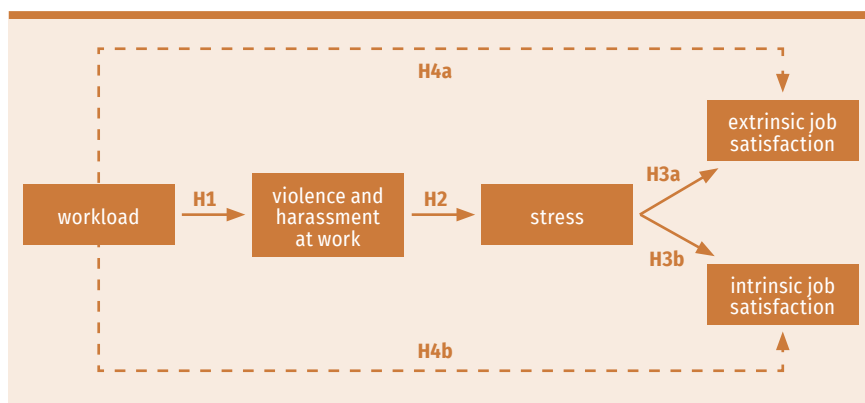 H4a
extrinsic job
satisfaction
H3a
workload
H1
violence and
harassment
at work
H2
stress
H3b
intrinsic job
satisfaction
H4b